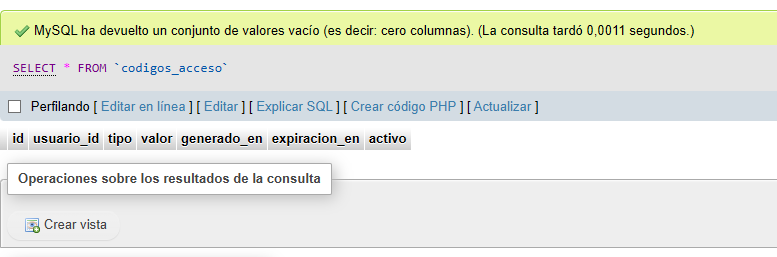 MySQL ha devuelto un conjunto de valores vacío (es decir: cero columnas). (La consulta tardó 0,0011 segundos.)
SELECT * FROM `codigos_acceso`
Perfilando [ Editar en línea ] [ Editar ] [ Explicar SQL ] [ Crear código PHP ] [ Actualizar ]
id usuario_id tipo valor generado_en expiracion_en activo
Operaciones sobre los resultados de la consulta
Crear vista